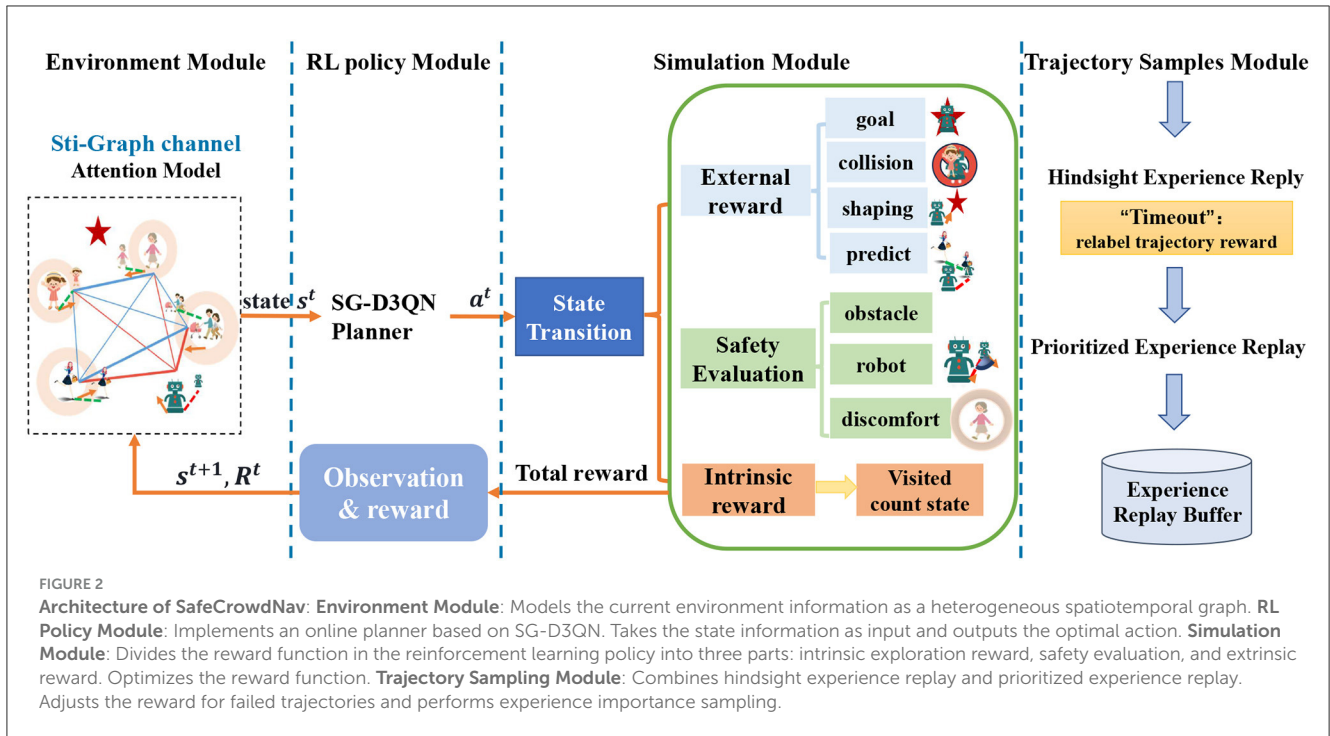 Environment Module
RL policy Module
Simulation Module
Trajectory Samples Module
Sti-Graph channel
Attention Model
state s^t
SG-D3QN
Planner
a^t
State
Transition
External
reward
goal
collision
shaping
predict
Safety
Evaluation
obstacle
robot
discomfort
Intrinsic
reward
Visited
count state
Total reward
Observation
& reward
s^{t+1}, R^t
Hindsight Experience Reply
“Timeout”:
relabel trajectory reward
Prioritized Experience Replay
Experience
Replay Buffer
FIGURE 2
Architecture of SafeCrowdNav: Environment Module: Models the current environment information as a heterogeneous spatiotemporal graph. RL
Policy Module: Implements an online planner based on SG-D3QN. Takes the state information as input and outputs the optimal action. Simulation
Module: Divides the reward function in the reinforcement learning policy into three parts: intrinsic exploration reward, safety evaluation, and extrinsic
reward. Optimizes the reward function. Trajectory Sampling Module: Combines hindsight experience replay and prioritized experience replay.
Adjusts the reward for failed trajectories and performs experience importance sampling.